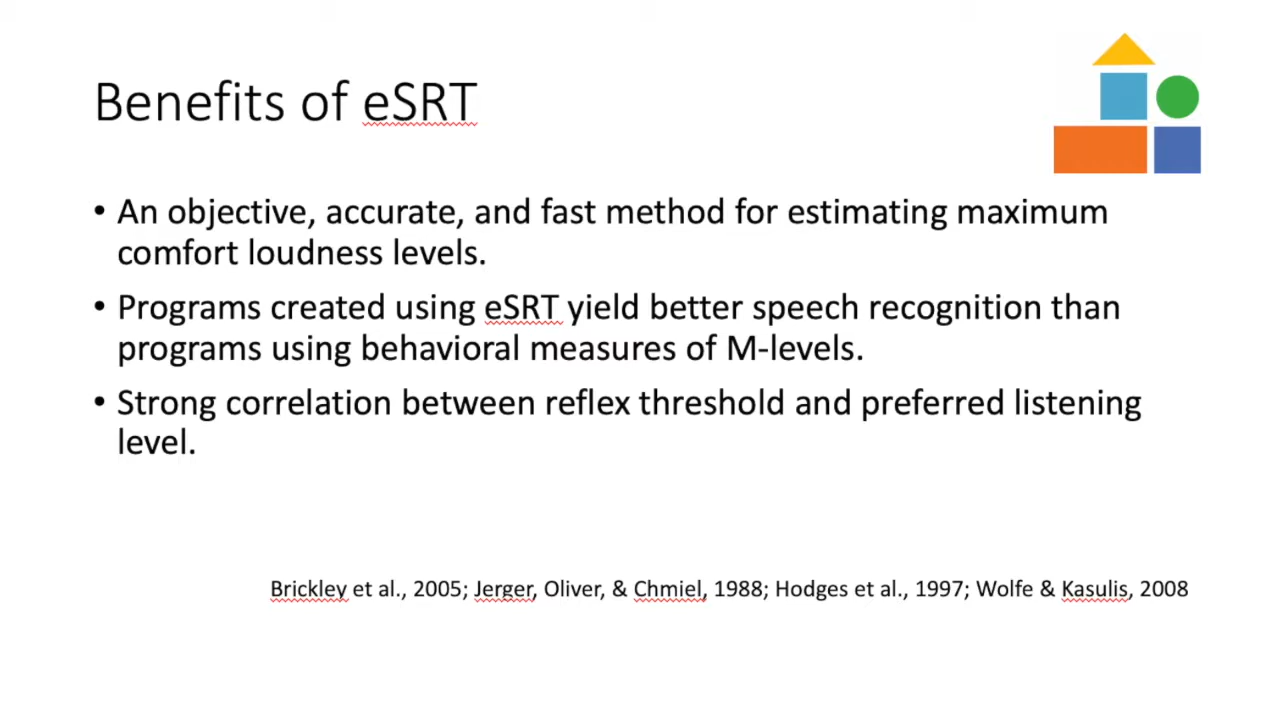 Benefits of eSRT
• An objective, accurate, and fast method for estimating maximum
comfort loudness levels.
• Programs created using eSRT yield better speech recognition than
programs using behavioral measures of M-levels.
• Strong correlation between reflex threshold and preferred listening
level.
Brickley et al., 2005; Jerger, Oliver, & Chmiel, 1988; Hodges et al., 1997; Wolfe & Kasulis, 2008